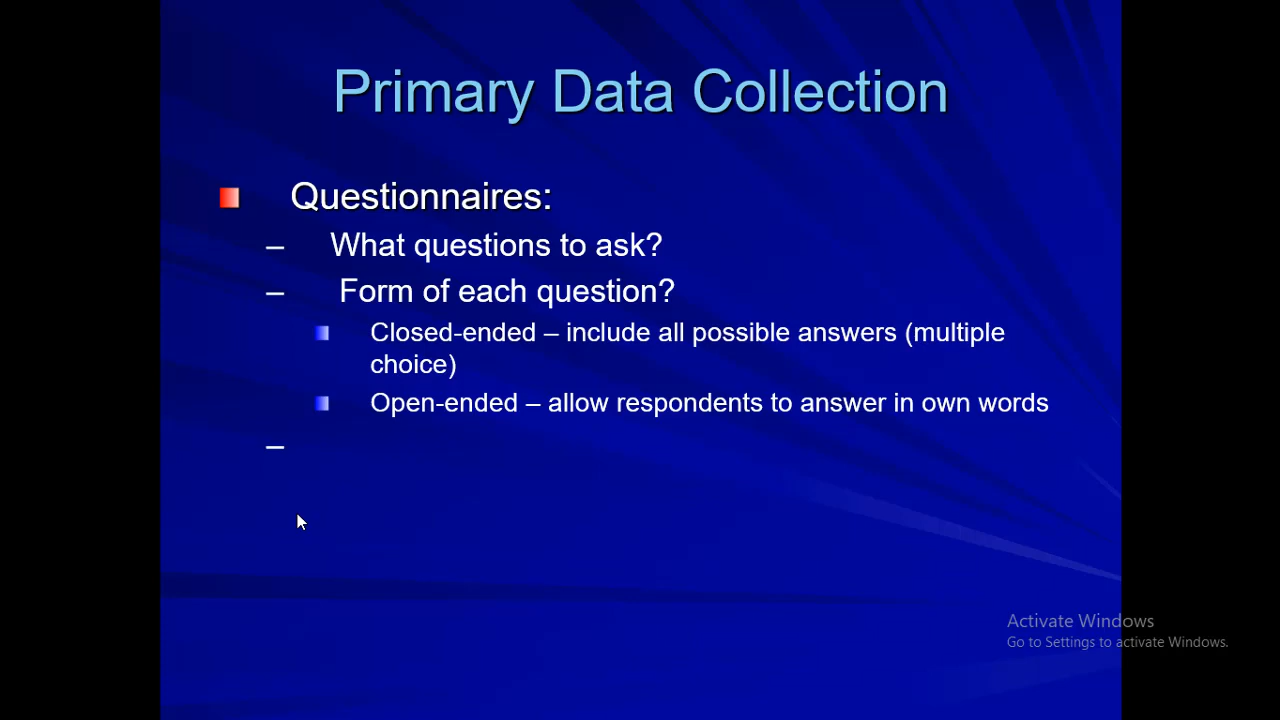 Primary Data Collection
Questionnaires:
– What questions to ask?
– Form of each question?
Closed-ended – include all possible answers (multiple
choice)
Open-ended – allow respondents to answer in own words
–
Activate Windows
Go to Settings to activate Windows.